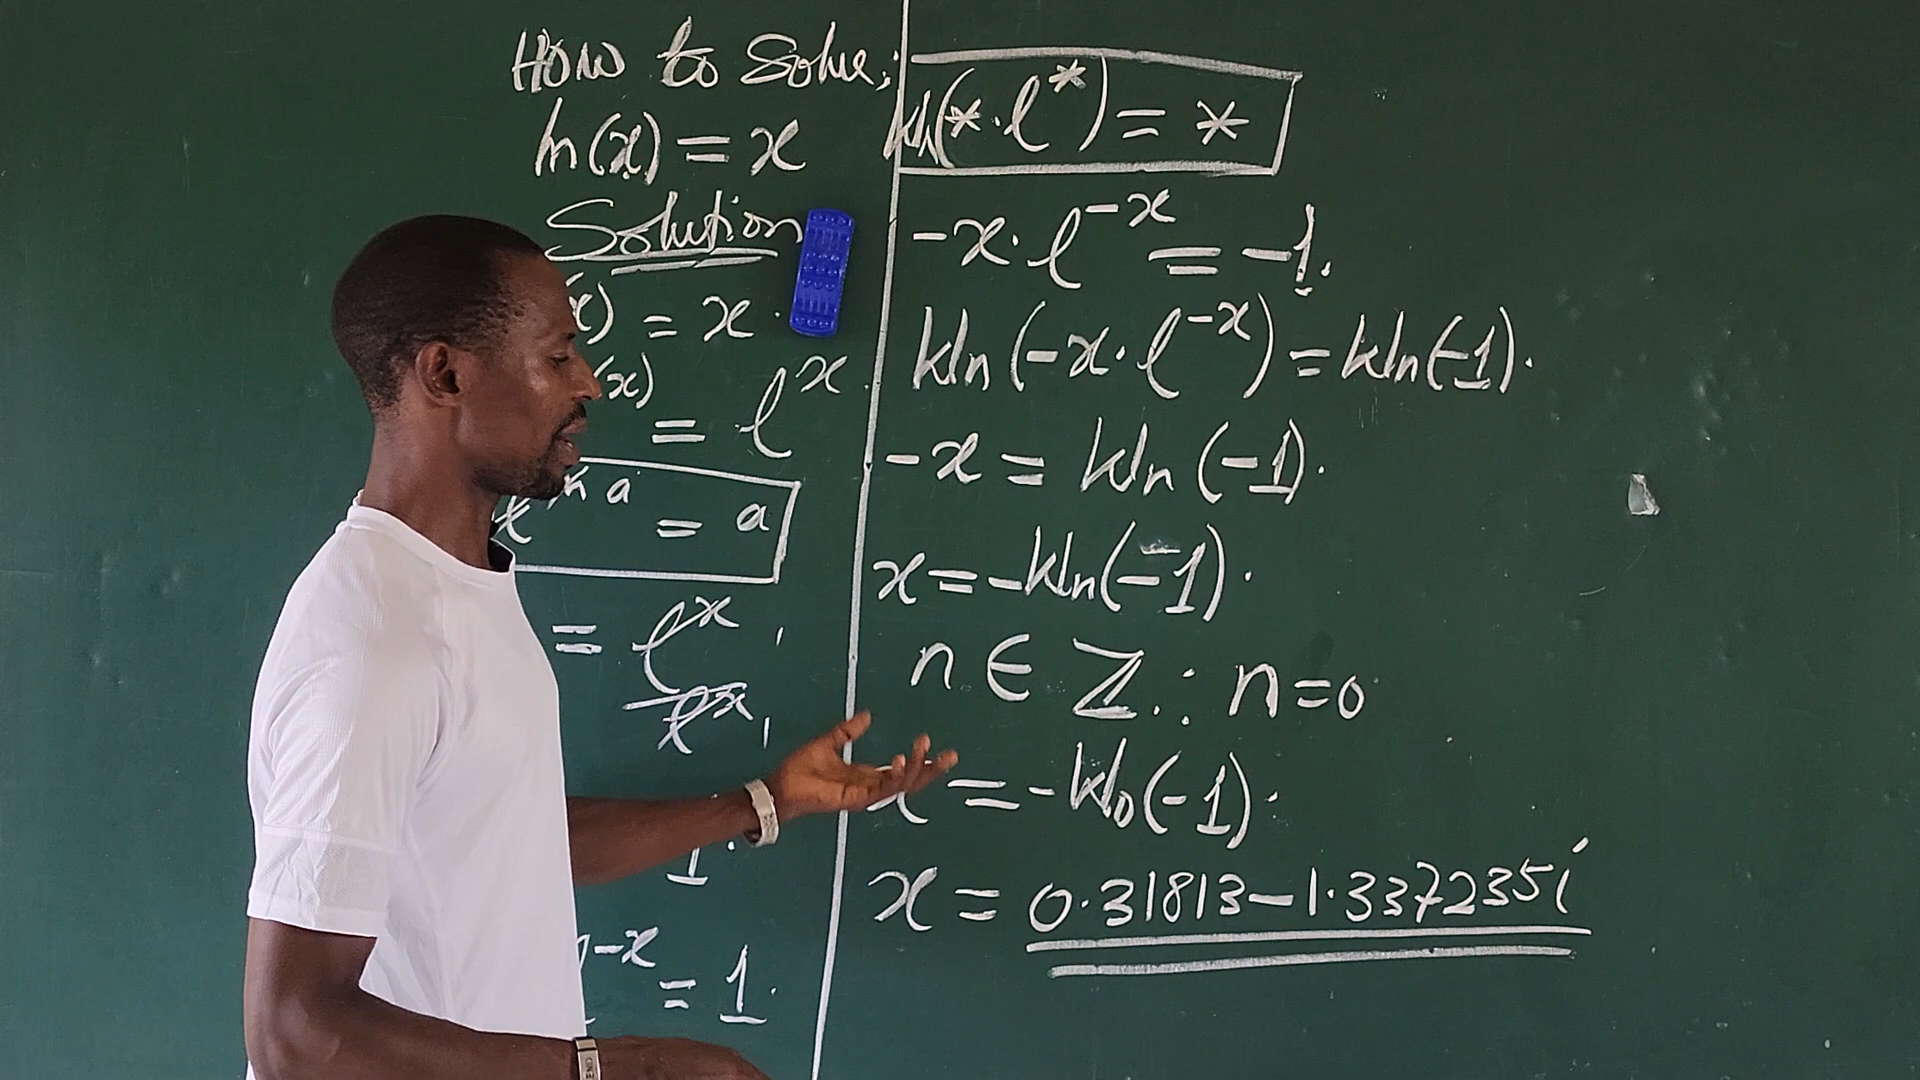 How to Solve;
ln(x) = x
Solution
(x) = x.
(x) = e^x.
ln a = a
= e^x,
e^x,
1.
-x = 1.
W(*·e^*) = *
-x·e^-x = -1.
Wn(-x·e^-x) = Wn(-1).
-x = Wn(-1).
x = -Wn(-1).
n ∈ Z. ∴ n=0
x = -W0(-1).
x = 0.31813-1.337235i